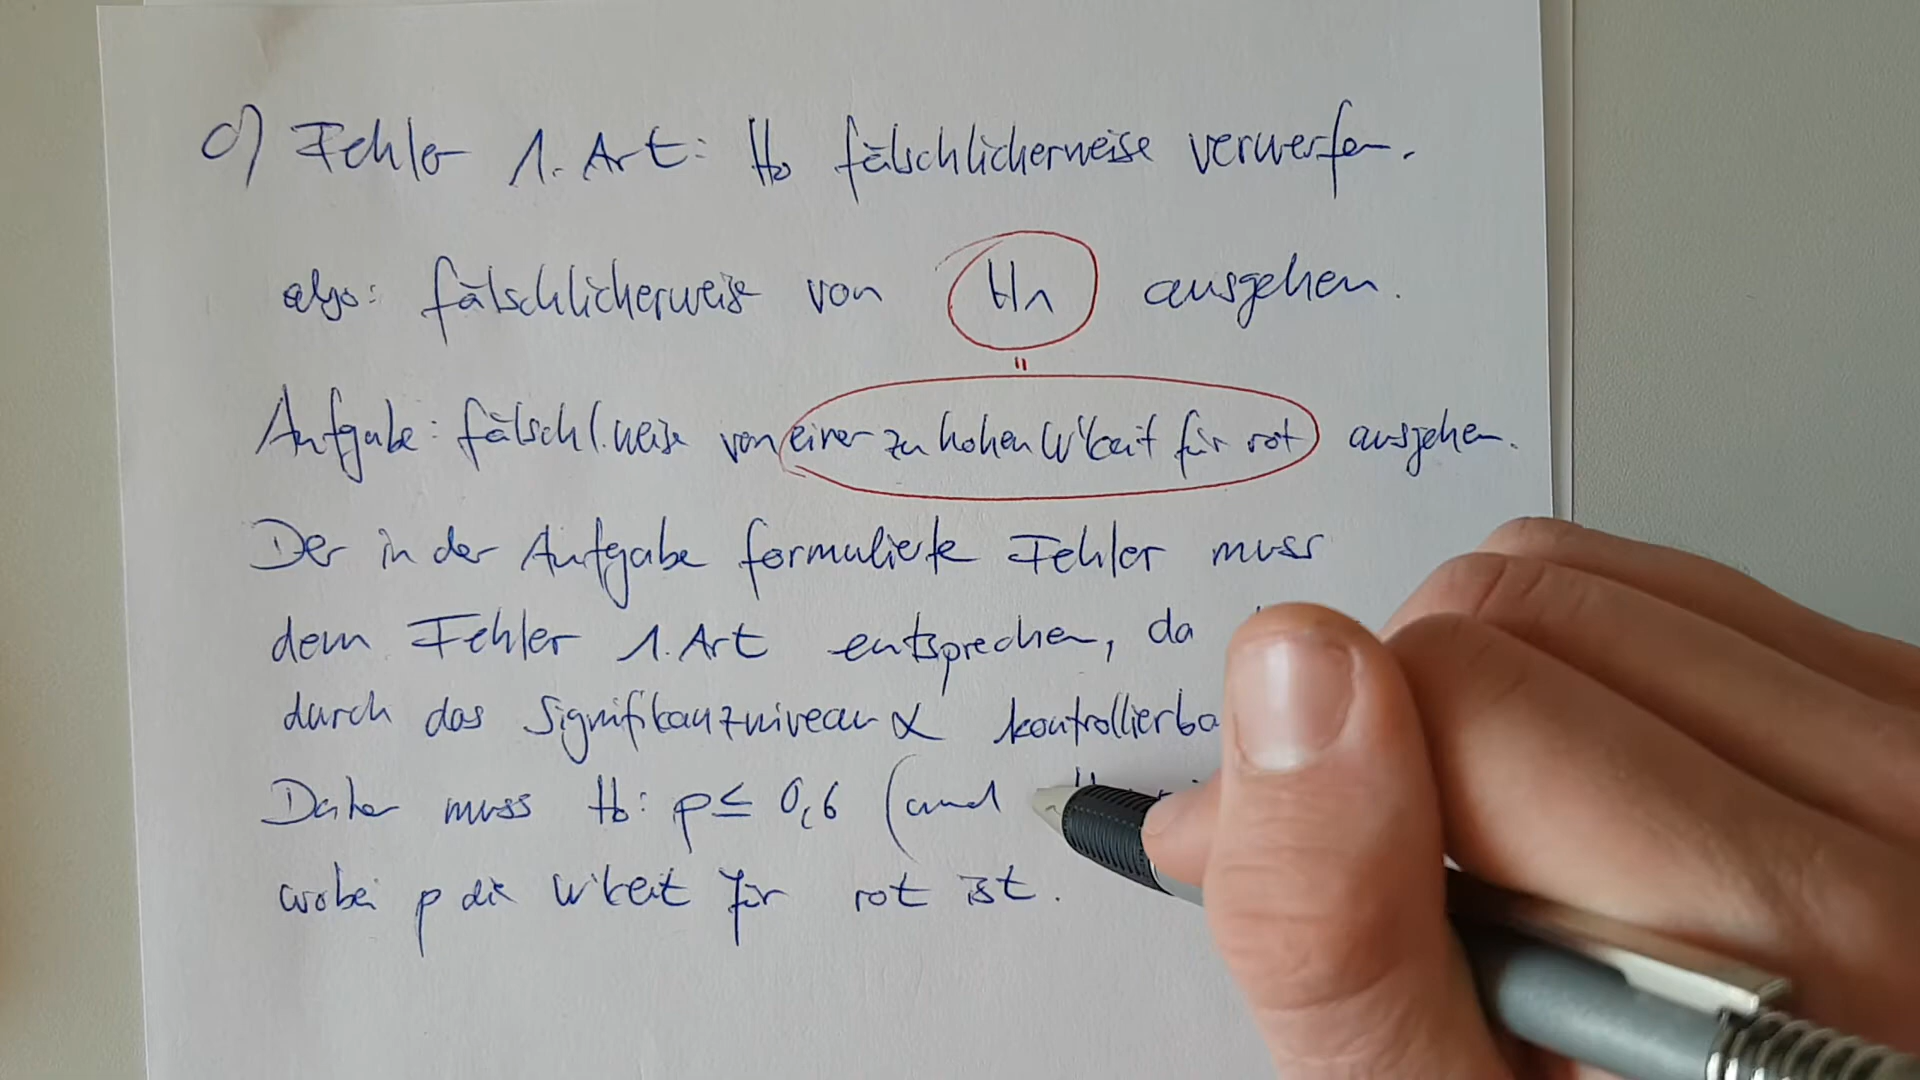 c) Fehler 1. Art: H₀ fälschlicherweise verwerfen.
also: fälschlicherweise von H₁ ausgehen.
"
Aufgabe: fälschl.weise von einer zu hohen W'keit für rot ausgehen.
Der in der Aufgabe formulierte Fehler muss
dem Fehler 1. Art entsprechen, da
durch das Signifikanzniveau α kontrollierba
Daher muss H₀: p ≤ 0,6 (und
wobei p die W'keit für rot ist.